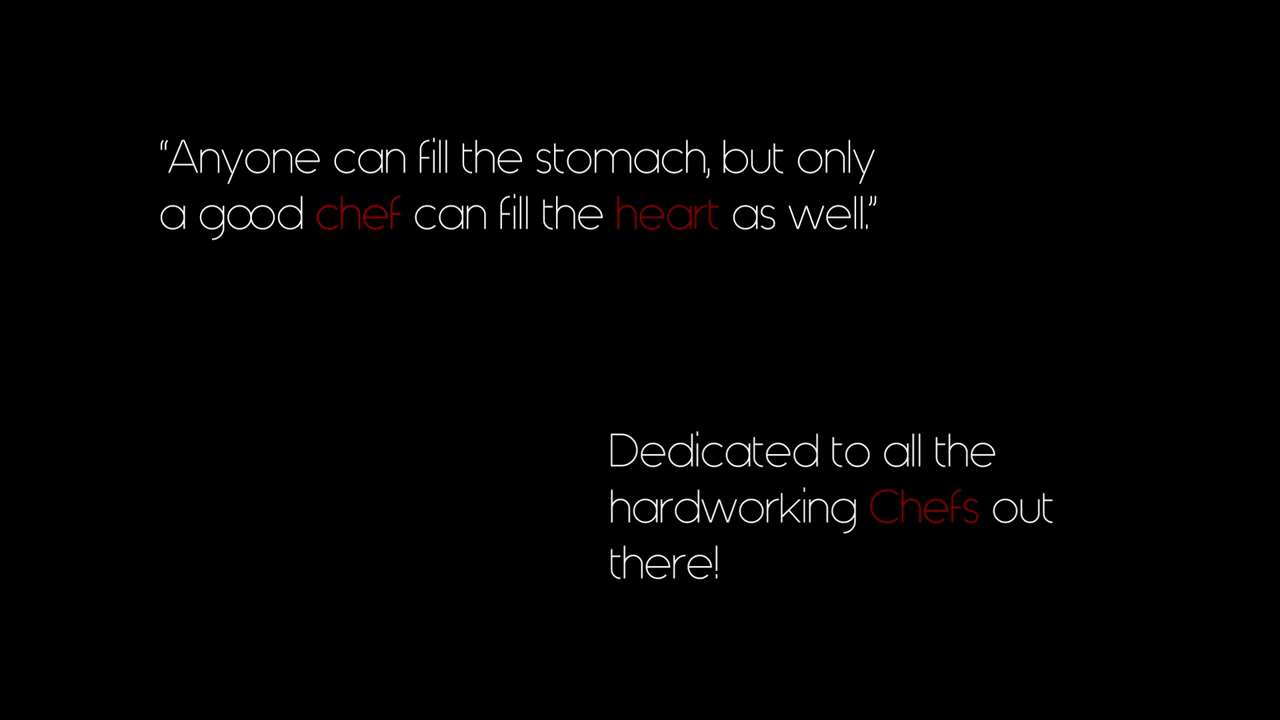 “Anyone can fill the stomach, but only
a good chef can fill the heart as well.”
Dedicated to all the
hardworking Chefs out
there!